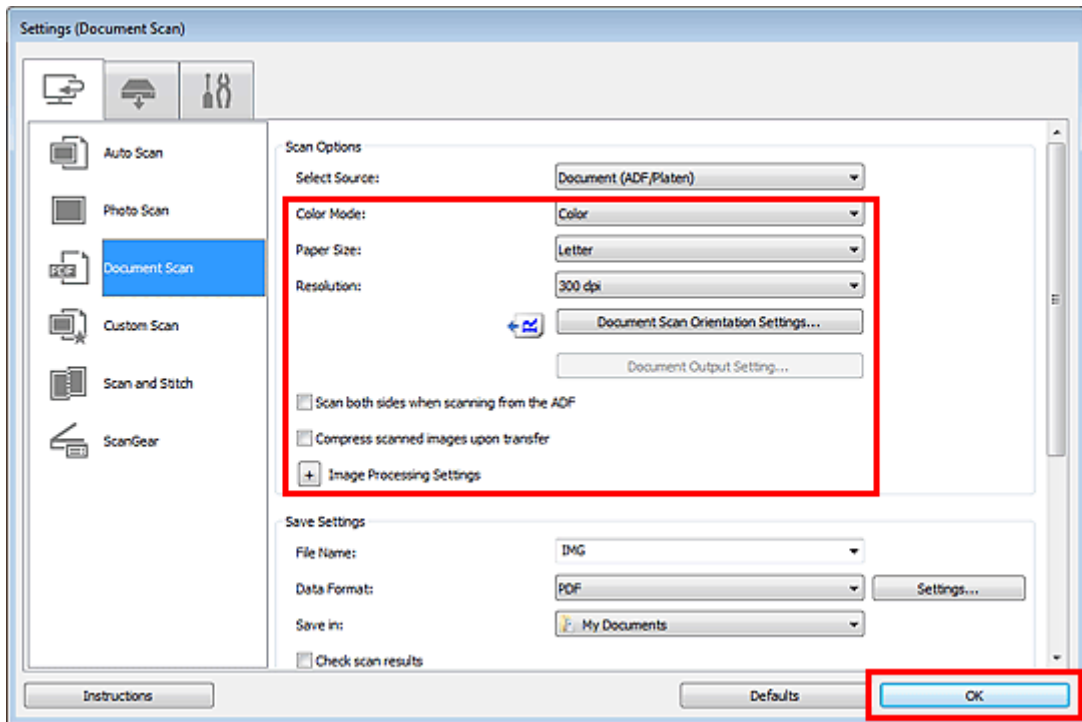 Settings (Document Scan)
Auto Scan
Photo Scan
PDF
Document Scan
Custom Scan
Scan and Stitch
ScanGear
Scan Options
Select Source: Document (ADF/Platen)
Color Mode: Color
Paper Size: Letter
Resolution: 300 dpi
Document Scan Orientation Settings...
Document Output Setting...
Scan both sides when scanning from the ADF
Compress scanned images upon transfer
+ Image Processing Settings
Save Settings
File Name: IMG
Data Format: PDF Settings...
Save in: My Documents
Check scan results
Instructions Defaults OK